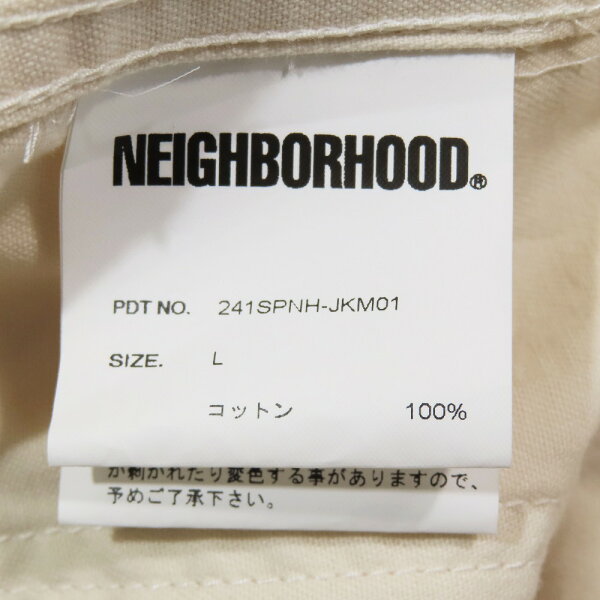 NEIGHBORHOOD®
PDT NO. 241SPNH-JKM01
SIZE. L
コットン 100%
が剥がれたり変色する事がありますので、
予めご了承下さい。